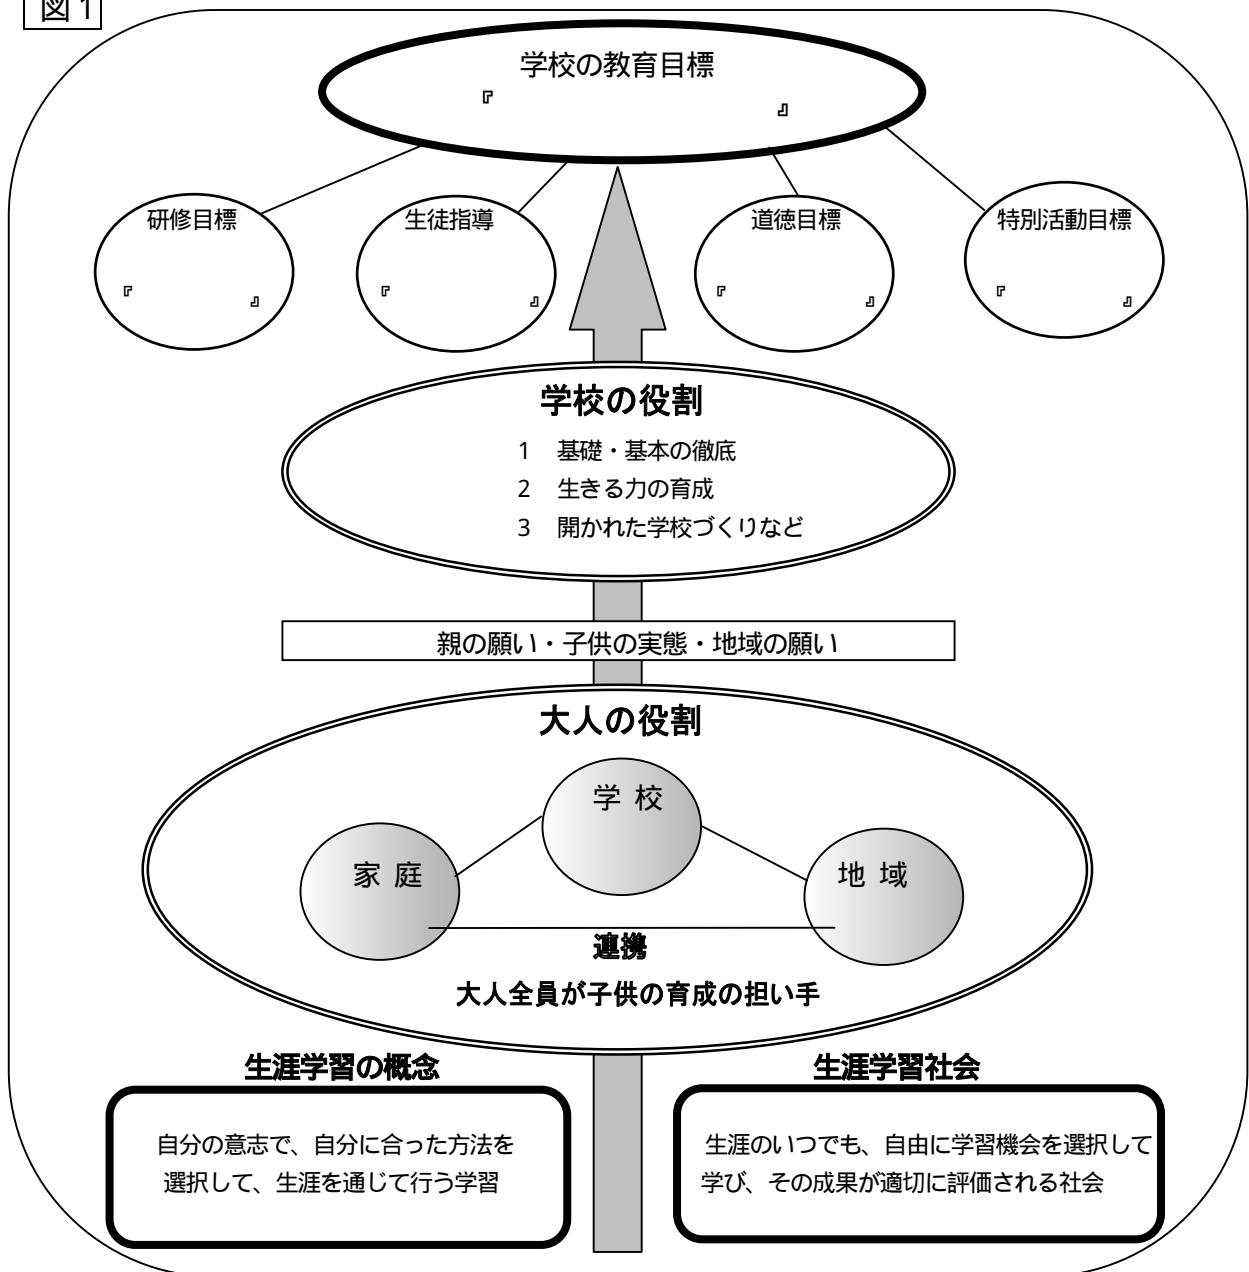 図1
学校の教育目標
『 』
研修目標
『 』
生徒指導
『 』
道徳目標
『 』
特別活動目標
『 』
学校の役割
1 基礎・基本の徹底
2 生きる力の育成
3 開かれた学校づくりなど
親の願い・子供の実態・地域の願い
大人の役割
学 校
家 庭
地 域
連携
大人全員が子供の育成の担い手
生涯学習の概念
自分の意志で、自分に合った方法を
選択して、生涯を通じて行う学習
生涯学習社会
生涯のいつでも、自由に学習機会を選択して
学び、その成果が適切に評価される社会